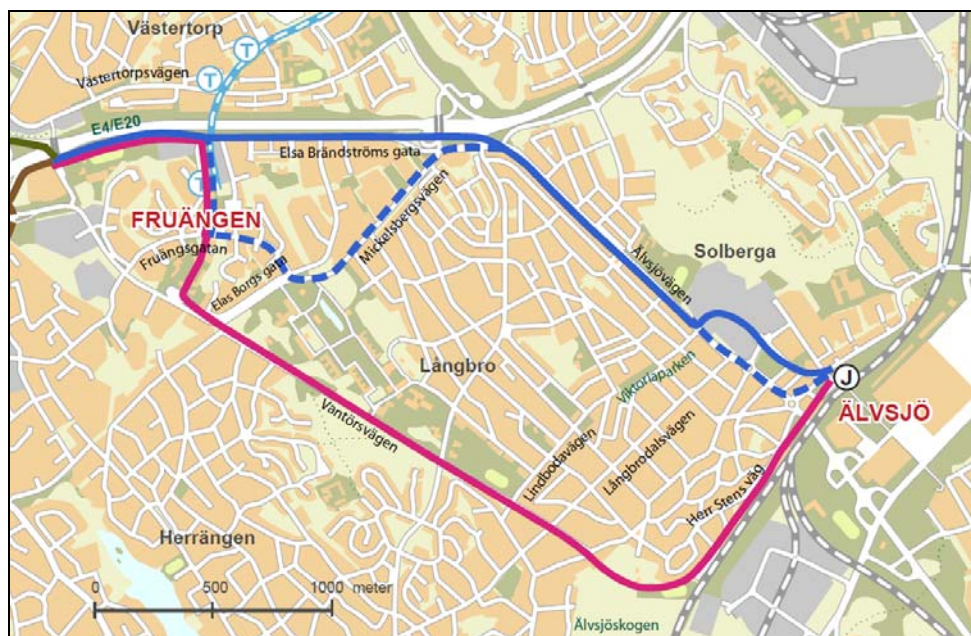 Västertorp
T
T
Västertorpsvägen
E4/E20
Elsa Brändströms gata
T
FRUÄNGEN
Fruängsgatan
Elas Borgs gata
Mickelsbergsvägen
Älvsjövägen
Solberga
Långbro
Viktoriaparken
J
ÄLVSJÖ
Vantörsvägen
Lindbodavägen
Långbrodalsvägen
Herr Stens väg
Herrängen
0 500 1000 meter
Älvsjöskogen